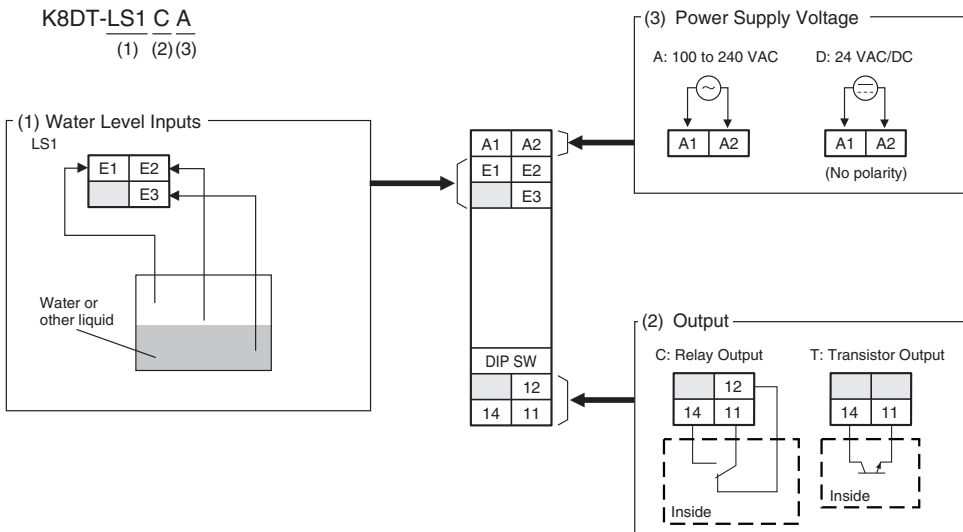 K8DT-LS1 C A
(1) (2)(3)
(1) Water Level Inputs
LS1
E1 E2
E3
Water or
other liquid
A1 A2
E1 E2
E3
DIP SW
12
14 11
(3) Power Supply Voltage
A: 100 to 240 VAC
A1 A2
D: 24 VAC/DC
A1 A2
(No polarity)
(2) Output
C: Relay Output
12
14 11
Inside
T: Transistor Output
14 11
Inside